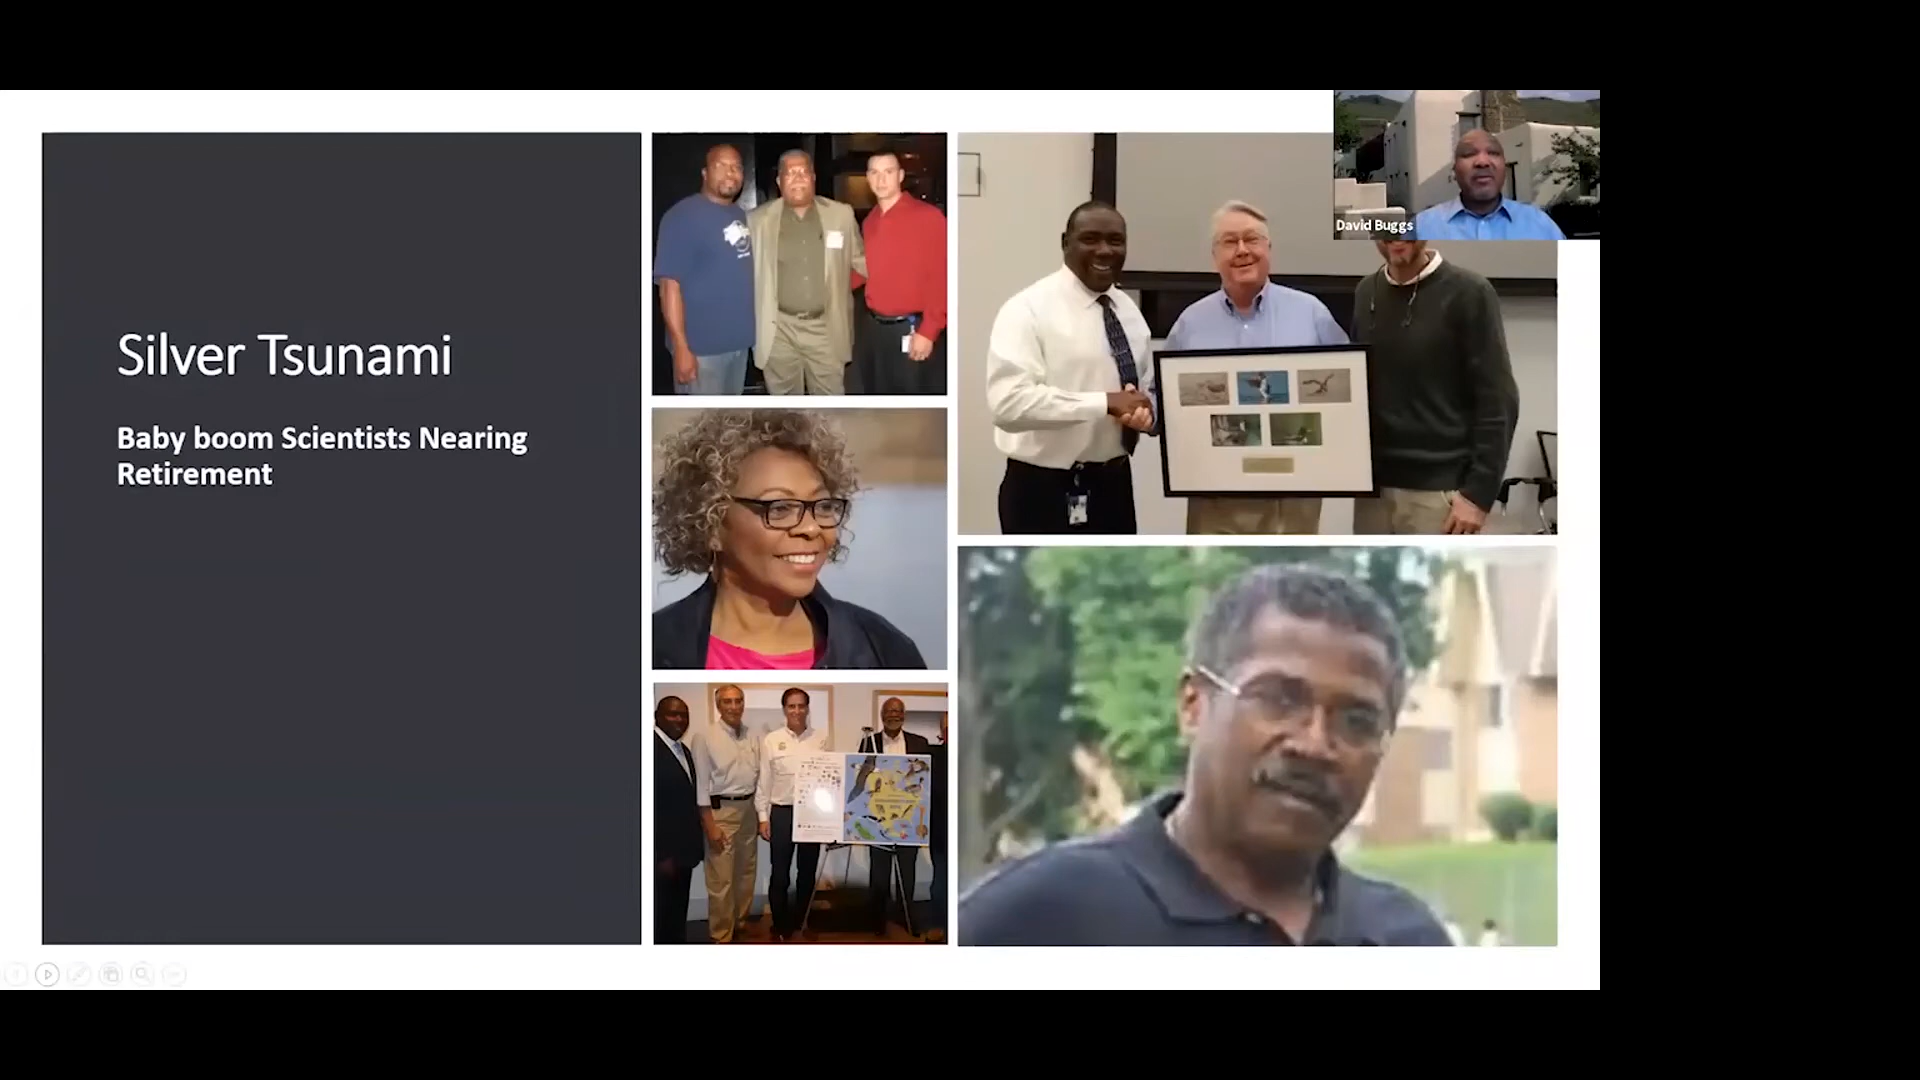 Silver Tsunami
Baby boom Scientists Nearing
Retirement
David Buggs